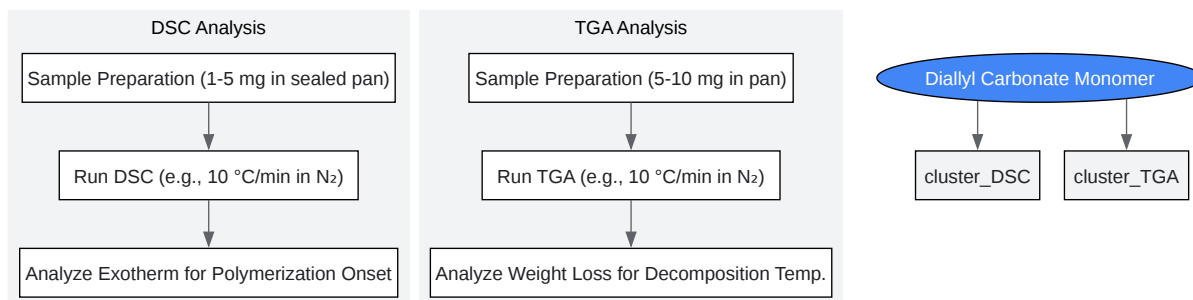 DSC Analysis
Sample Preparation (1-5 mg in sealed pan)
Run DSC (e.g., 10 °C/min in N₂)
Analyze Exotherm for Polymerization Onset
TGA Analysis
Sample Preparation (5-10 mg in pan)
Run TGA (e.g., 10 °C/min in N₂)
Analyze Weight Loss for Decomposition Temp.
Diallyl Carbonate Monomer
cluster_DSC
cluster_TGA